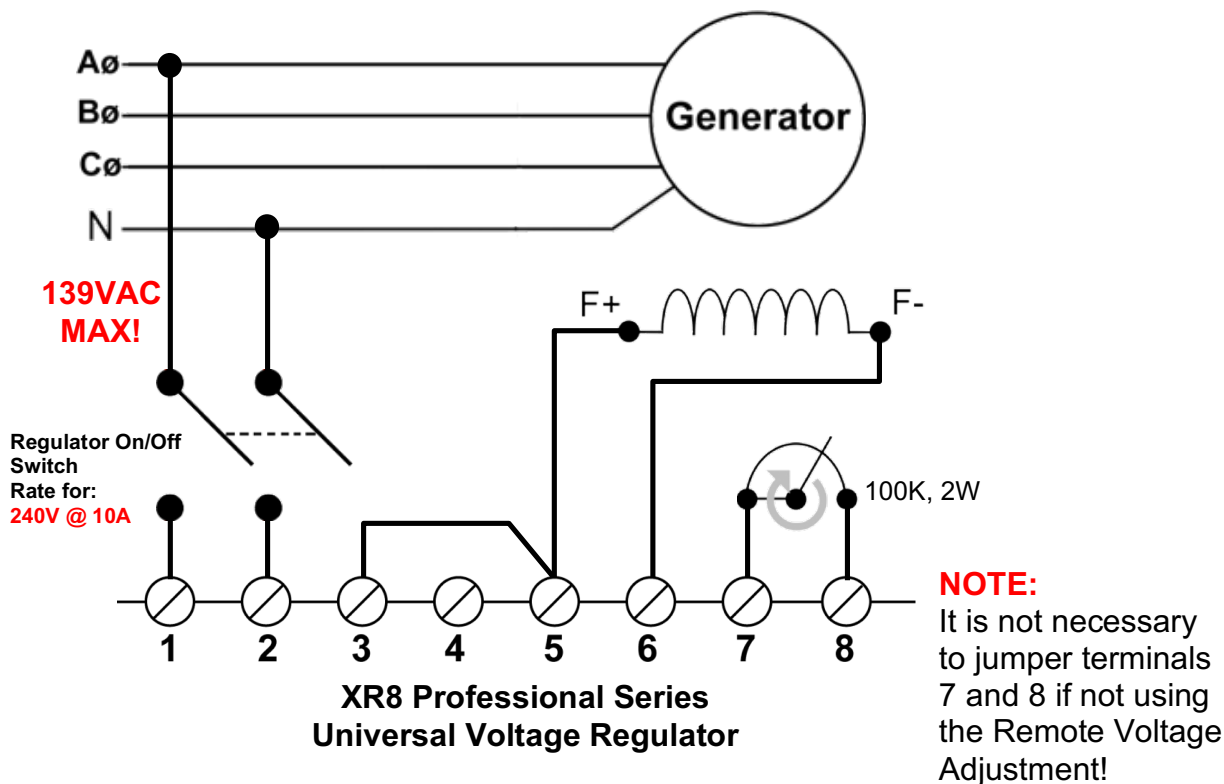 Aø
Generator
Bø
Cø
N
139VAC
MAX!
F+
F-
Regulator On/Off
Switch
Rate for:
240V @ 10A
100K, 2W
1 2 3 4 5 6 7 8
XR8 Professional Series
Universal Voltage Regulator
NOTE:
It is not necessary
to jumper terminals
7 and 8 if not using
the Remote Voltage
Adjustment!